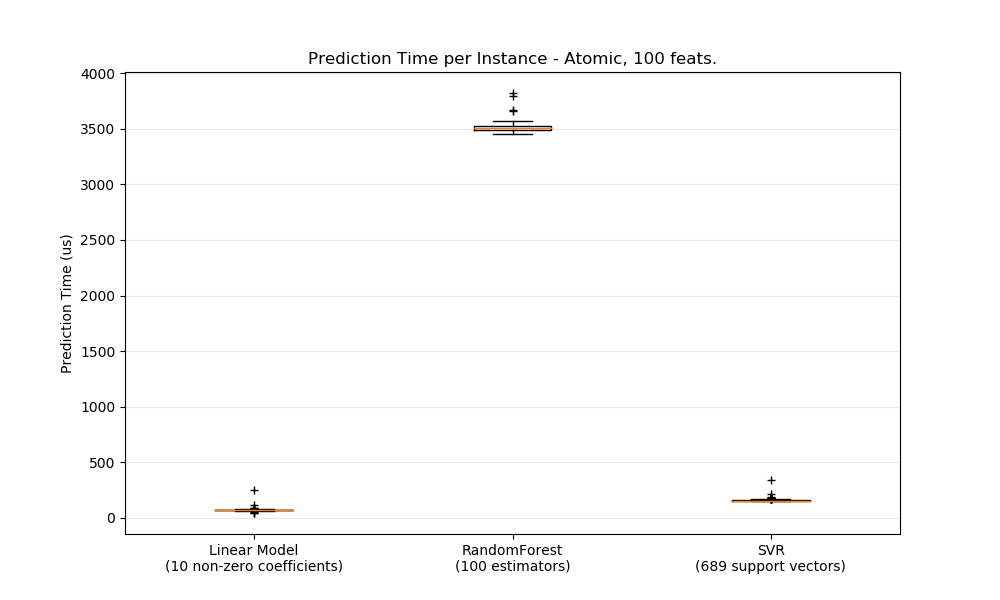 Prediction Time per Instance - Atomic, 100 feats.
4000
3500
3000
2500
2000
1500
1000
500
0
Prediction Time (us)
Linear Model
(10 non-zero coefficients)
RandomForest
(100 estimators)
SVR
(689 support vectors)